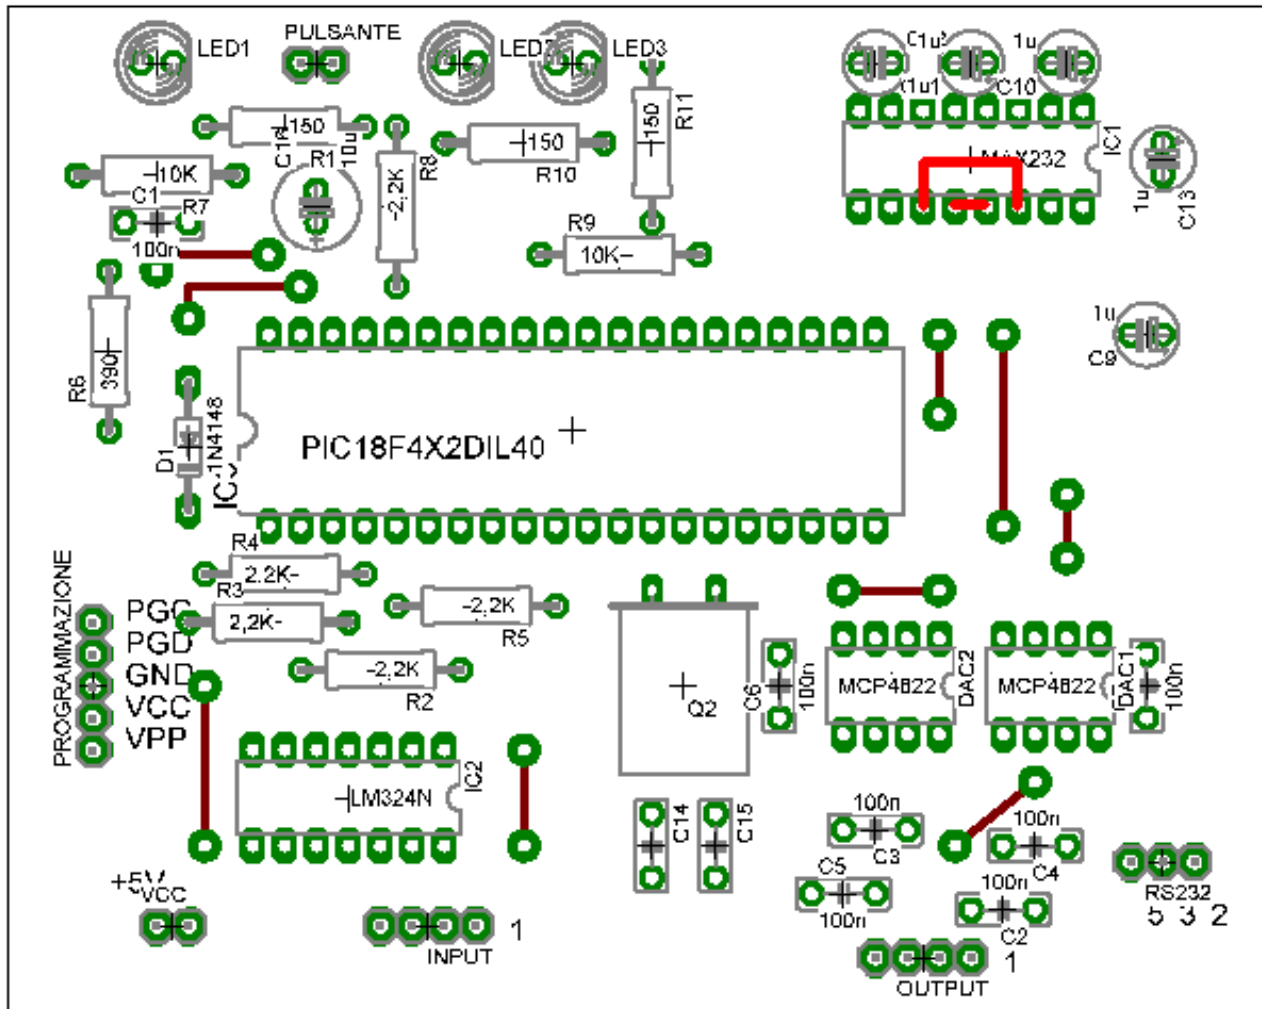 PULSANTE
LED1
LED3
1u
150
10u
R1
R8
150
R10
150
R11
1u1
C10
MAX232
IC1
1u
C13
10K
C1
R7
100n
2,2K
R9
10K
1u
C9
R6
390
D1
1N4148
PIC18F4X2DIL40
R4
2.2K
R3
2,2K
2,2K
R5
2,2K
R2
PROGRAMMAZIONE
PGC
PGD
GND
VCC
VPP
Q2
C6
100n
MCP4822
DAC2
MCP4822
DAC1
100n
LM324N
IC2
C14
C15
100n
C3
100n
C4
C5
100n
100n
C2
RS232
5 3 2
+5V
VCC
INPUT
1
OUTPUT
1